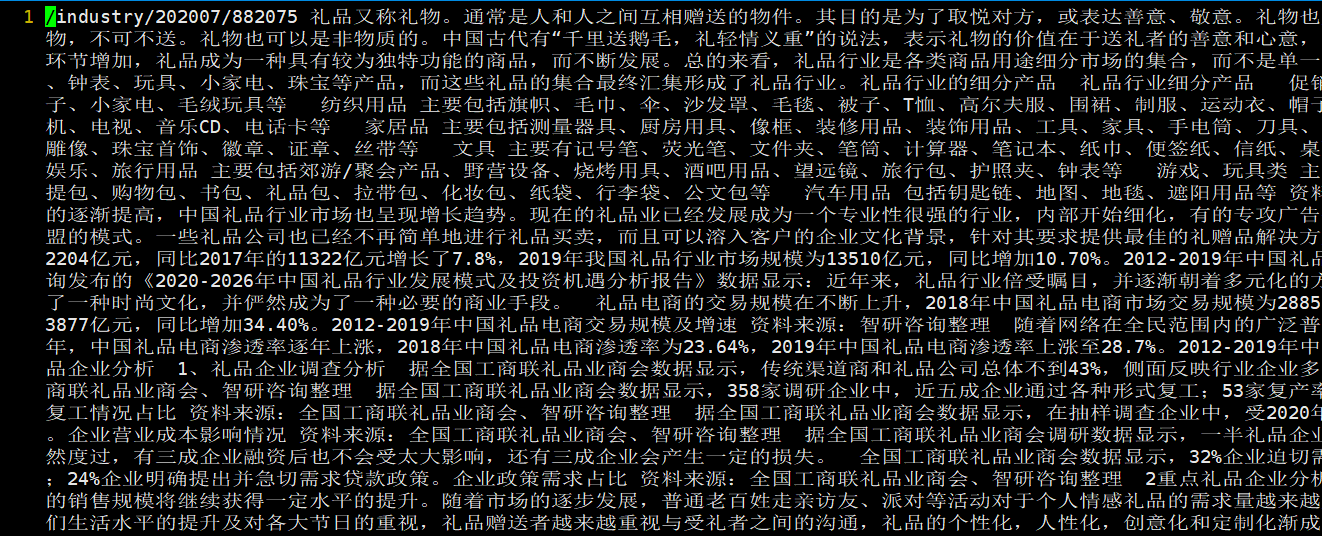 1 /industry/202007/882075 礼品又称礼物。通常是人和人之间互相赠送的物件。其目的是为了取悦对方，或表达善意、敬意。礼物也
物，不可不送。礼物也可以是非物质的。中国古代有“千里送鹅毛，礼轻情义重”的说法，表示礼物的价值在于送礼者的善意和心意，
环节增加，礼品成为一种具有较为独特功能的商品，而不断发展。总的来看，礼品行业是各类商品用途细分市场的集合，而不是单一
、钟表、玩具、小家电、珠宝等产品，而这些礼品的集合最终汇集形成了礼品行业。礼品行业的细分产品  礼品行业细分产品  促销
子、小家电、毛绒玩具等  纺织用品 主要包括旗帜、毛巾、伞、沙发罩、毛毯、被子、T恤、高尔夫服、围裙、制服、运动衣、帽子
机、电视、音乐CD、电话卡等  家居品 主要包括测量器具、厨房用具、像框、装修用品、装饰用品、工具、家具、手电筒、刀具、
雕像、珠宝首饰、徽章、证章、丝带等  文具 主要有记号笔、荧光笔、文件夹、笔筒、计算器、笔记本、纸巾、便签纸、信纸、桌
娱乐、旅行用品 主要包括郊游/聚会产品、野营设备、烧烤用具、酒吧用品、望远镜、旅行包、护照夹、钟表等  游戏、玩具类 主
提包、购物包、书包、礼品包、拉带包、化妆包、纸袋、行李袋、公文包等  汽车用品 包括钥匙链、地图、地毯、遮阳用品等 资料
的逐渐提高，中国礼品行业市场也呈现增长趋势。现在的礼品业已经发展成为一个专业性很强的行业，内部开始细化，有的专攻广告
盟的模式。一些礼品公司也已经不再简单地进行礼品买卖，而且可以溶入客户的企业文化背景，针对其要求提供最佳的礼赠品解决方
2204亿元，同比2017年的11322亿元增长了7.8%，2019年我国礼品行业市场规模为13510亿元，同比增加10.70%。2012-2019年中国礼品
询发布的《2020-2026年中国礼品行业发展模式及投资机遇分析报告》数据显示：近年来，礼品行业倍受瞩目，并逐渐朝着多元化的方
了一种时尚文化，并俨然成为了一种必要的商业手段。  礼品电商的交易规模在不断上升，2018年中国礼品电商市场交易规模为2885
3877亿元，同比增加34.40%。2012-2019年中国礼品电商交易规模及增速 资料来源：智研咨询整理  随着网络在全民范围内的广泛普
年，中国礼品电商渗透率逐年上涨，2018年中国礼品电商渗透率为23.64%，2019年中国礼品电商渗透率上涨至28.7%。2012-2019年中
品企业分析  1、礼品企业调查分析  据全国工商联礼品业商会数据显示，传统渠道商和礼品公司总体不到43%，侧面反映行业企业多
商联礼品业商会、智研咨询整理  据全国工商联礼品业商会数据显示，358家调研企业中，近五成企业通过各种形式复工；53家复产率
复工情况占比 资料来源：全国工商联礼品业商会、智研咨询整理  据全国工商联礼品业商会数据显示，在抽样调查企业中，受2020年
。企业营业成本影响情况 资料来源：全国工商联礼品业商会、智研咨询整理  据全国工商联礼品业商会调研数据显示，一半礼品企业
然度过，有三成企业融资后也不会受太大影响，还有三成企业会产生一定的损失。  全国工商联礼品业商会数据显示，32%企业迫切需
；24%企业明确提出并急切需求贷款政策。企业政策需求占比 资料来源：全国工商联礼品业商会、智研咨询整理  2重点礼品企业分析
的销售规模将继续获得一定水平的提升。随着市场的逐步发展，普通老百姓走亲访友、派对等活动对于个人情感礼品的需求量越来越
们生活水平的提升及对各大节日的重视，礼品赠送者越来越重视与受礼者之间的沟通，礼品的个性化，人性化，创意化和定制化渐成